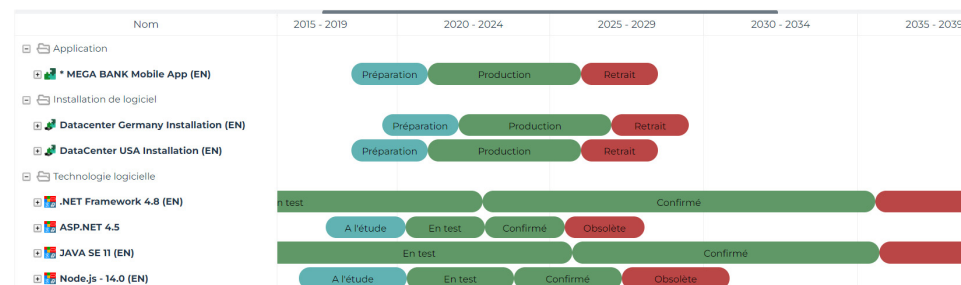 Nom 2015 - 2019 2020 - 2024 2025 - 2029 2030 - 2034 2035 - 2039
Application
* MEGA BANK Mobile App (EN) Préparation Production Retrait
Installation de logiciel
Datacenter Germany Installation (EN) Préparation Production Retrait
DataCenter USA Installation (EN) Préparation Production Retrait
Technologie logicielle
.NET Framework 4.8 (EN) n test Confirmé
ASP.NET 4.5 A l'étude En test Confirmé Obsolète
JAVA SE 11 (EN) En test Confirmé
Node.js - 14.0 (EN) A l'étude En test Confirmé Obsolète